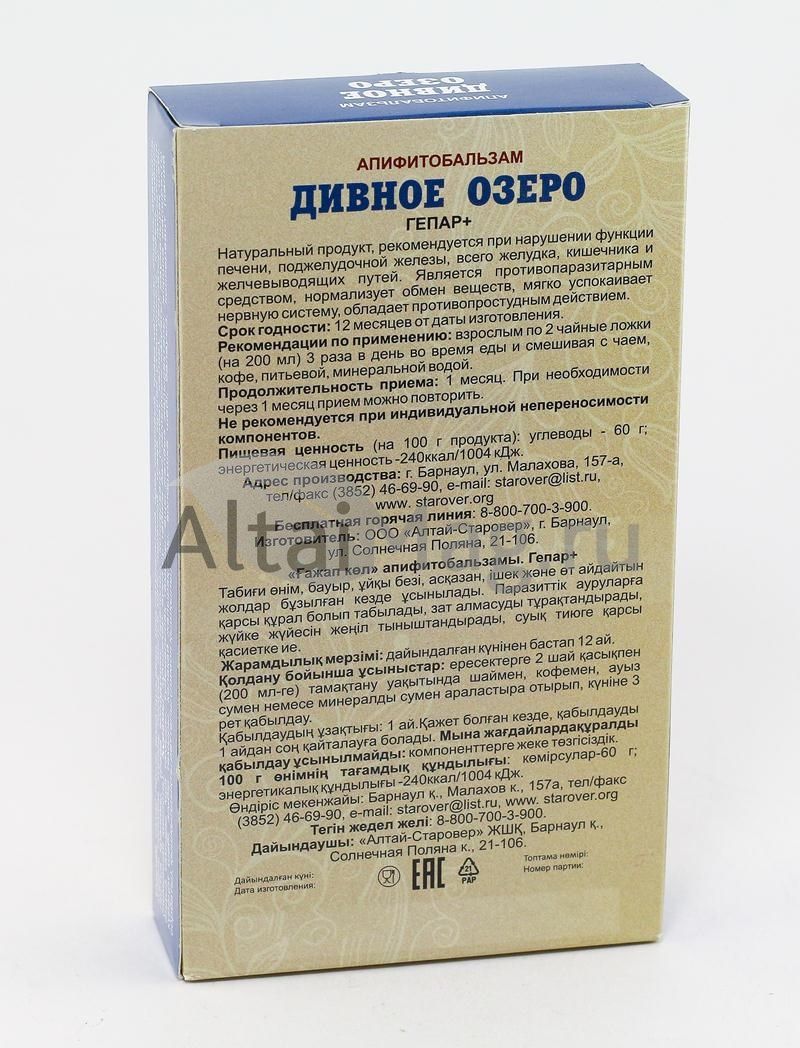 АПИФИТОБАЛЬЗАМ
ДИВНОЕ
ОЗЕРО
АПИФИТОБАЛЬЗАМ
ДИВНОЕ ОЗЕРО
ГЕПАР+
Натуральный продукт, рекомендуется при нарушении функции
печени, поджелудочной железы, всего желудка, кишечника и
желчевыводящих путей. Является противопаразитарным
средством, нормализует обмен веществ, мягко успокаивает
нервную систему, обладает противопростудным действием.
Срок годности: 12 месяцев от даты изготовления.
Рекомендации по применению: взрослым по 2 чайные ложки
(на 200 мл) 3 раза в день во время еды и смешивая с чаем,
кофе, питьевой, минеральной водой.
Продолжительность приема: 1 месяц. При необходимости
через 1 месяц прием можно повторить.
Не рекомендуется при индивидуальной непереносимости
компонентов.
Пищевая ценность (на 100 г продукта): углеводы - 60 г;
энергетическая ценность -240ккал/1004 кДж.
Адрес производства: г. Барнаул, ул. Малахова, 157-а,
тел/факс (3852) 46-69-90, e-mail: starover@list.ru,
www. starover.org
Бесплатная горячая линия: 8-800-700-3-900.
Изготовитель: ООО «Алтай-Старовер», г. Барнаул,
ул. Солнечная Поляна, 21-106.
«Ғажап көл» апифитобальзамы. Гепар+
Табиғи өнім, бауыр, ұйқы безі, асқазан, ішек және өт айдайтын
жолдар бұзылған кезде ұсынылады. Паразиттік ауруларға
қарсы құрал болып табылады, зат алмасуды тұрақтандырады,
жүйке жүйесін жеңіл тыныштандырады, суық тиюге қарсы
қасиетке ие.
Жарамдылық мерзімі: дайындалған күнінен бастап 12 ай.
Қолдану бойынша ұсыныстар: ересектерге 2 шай қасықпен
(200 мл-ге) тамақтану уақытында шаймен, кофемен, ауыз
сумен немесе минералды сумен араластыра отырып, күніне 3
рет қабылдау.
Қабылдаудың ұзақтығы: 1 ай.Қажет болған кезде, қабылдауды
1 айдан соң қайталауға болады. Мына жағдайлардақұралды
қабылдау ұсынылмайды: компоненттерге жеке төзгісіздік.
100 г өнімнің тағамдық құндылығы: көмірсулар-60 г;
энергетикалық құндылығы -240ккал/1004 кДж.
Өндіріс мекенжайы: Барнаул қ., Малахов к., 157а, тел/факс
(3852) 46-69-90, e-mail: starover@list.ru, www. starover.org
Тегін жедел желі: 8-800-700-3-900.
Дайындаушы: «Алтай-Старовер» ЖШҚ, Барнаул қ.,
Солнечная Поляна к., 21-106.
Дайындалған күні:
Дата изготовления:
EAC
21
PAP
Топтама немірі:
Номер партии: